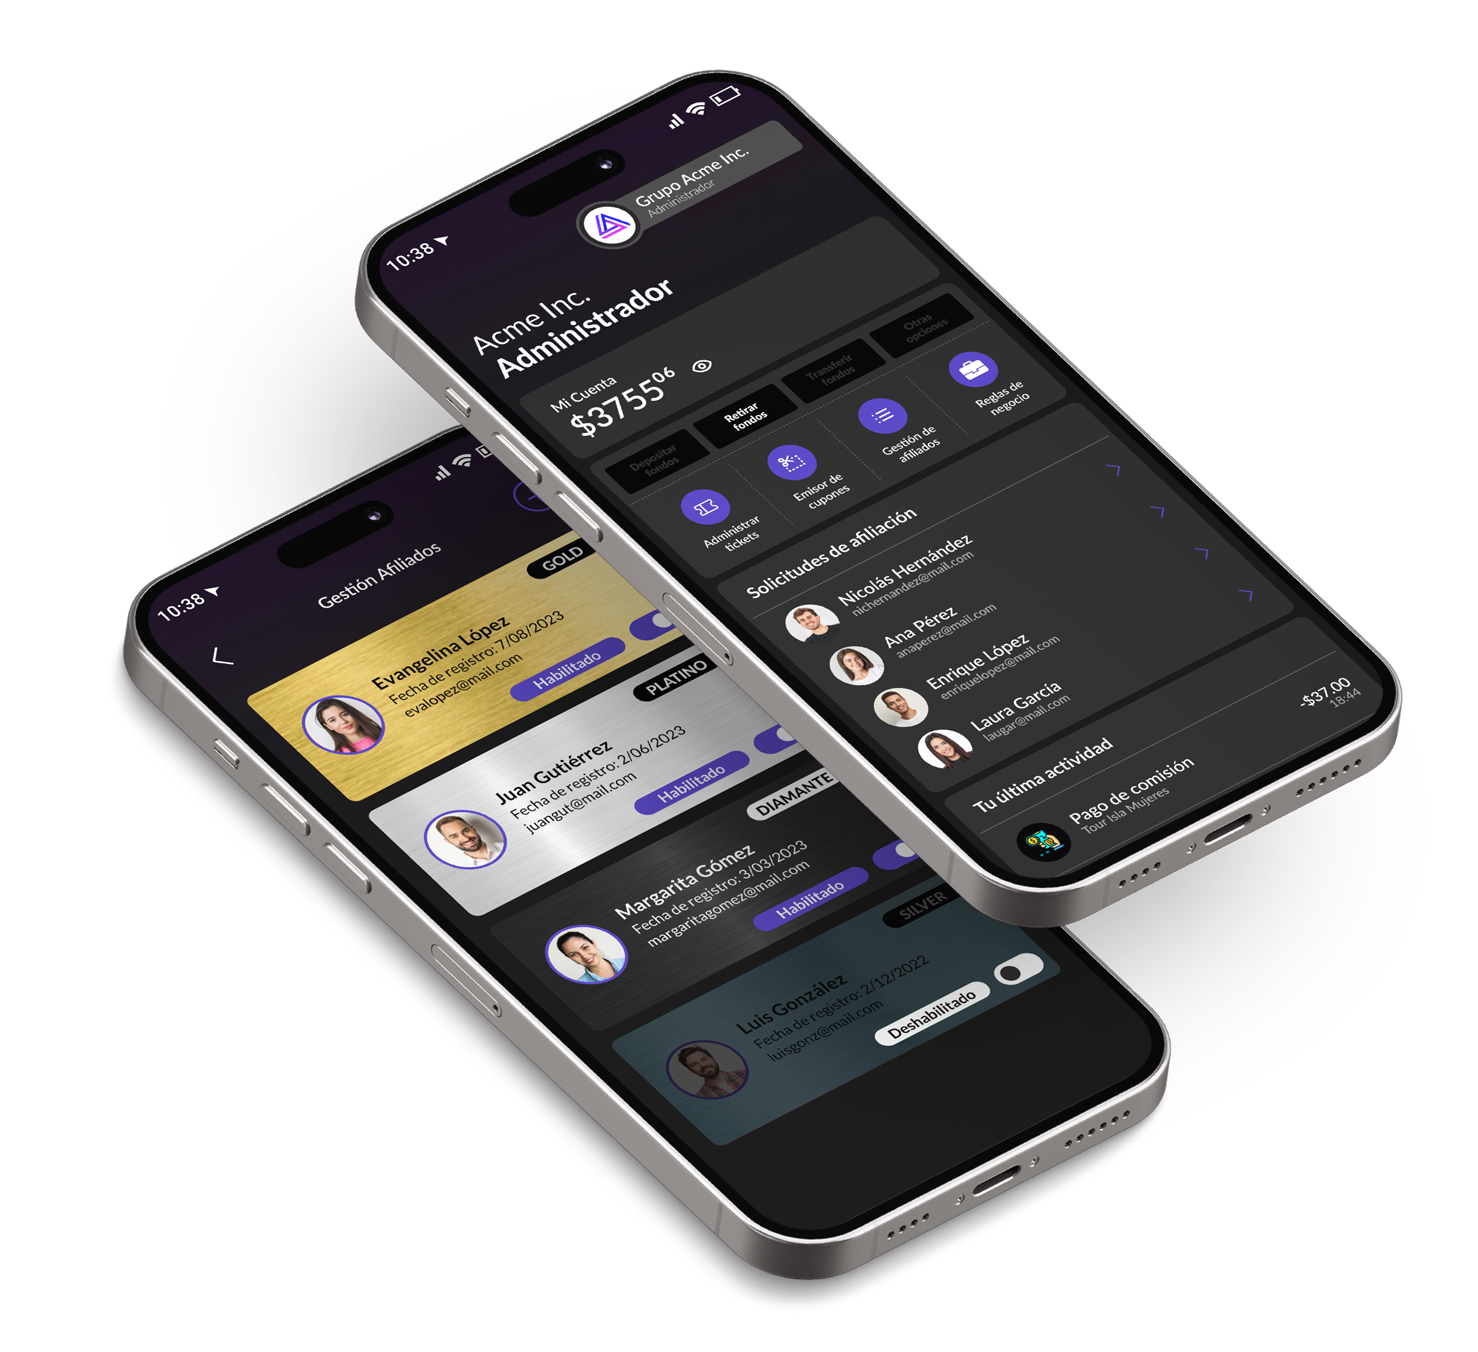 10:38
Grupo Acme Inc.
Administrador
Acme Inc.
Administrador
Mi Cuenta
$3755⁰⁶
Depositar
fondos
Retirar
fondos
Transferir
fondos
Otras
opciones
Administrar
tickets
Emisor de
cupones
Gestión de
afiliados
Reglas de
negocio
Solicitudes de afiliación
Nicolás Hernández
nichernandez@mail.com
Ana Pérez
anaperez@mail.com
Enrique López
enriquelopez@mail.com
Laura García
laugar@mail.com
Tu última actividad
Pago de comisión
Tour Isla Mujeres
-$37.00
18:44
10:38
Gestión Afiliados
GOLD
Evangelina López
Fecha de registro: 7/08/2023
evalopez@mail.com
Habilitado
PLATINO
Juan Gutiérrez
Fecha de registro: 2/06/2023
juangut@mail.com
Habilitado
DIAMANTE
Margarita Gómez
Fecha de registro: 3/03/2023
margaritagomez@mail.com
Habilitado
SILVER
Luis González
Fecha de registro: 2/12/2022
luisgonz@mail.com
Deshabilitado